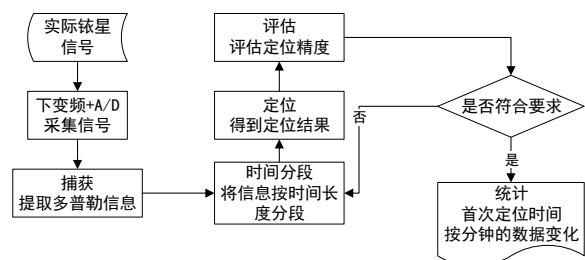 实际铱星
信号
下变频+A/D
采集信号
捕获
提取多普勒信息
时间分段
将信息按时间长
度分段
定位
得到定位结果
评估
评估定位精度
是否符合要求
否
是
统计
首次定位时间
按分钟的数据变化